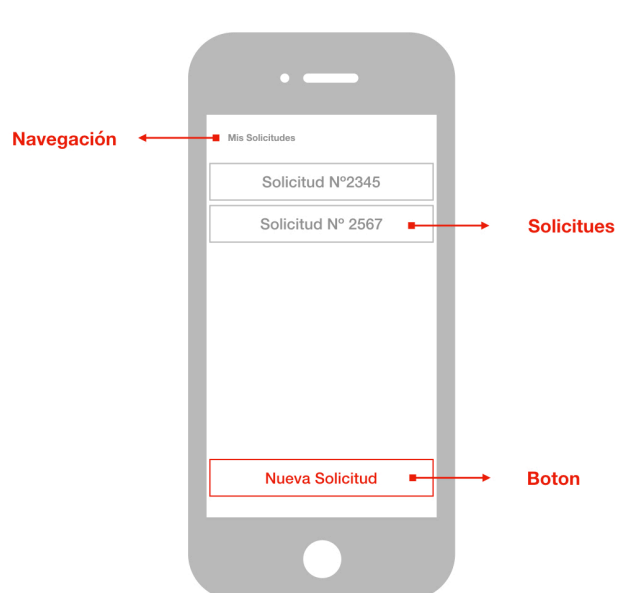 Navegación
Mis Solicitudes
Solicitud Nº2345
Solicitud Nº 2567
Solicitues
Nueva Solicitud
Boton